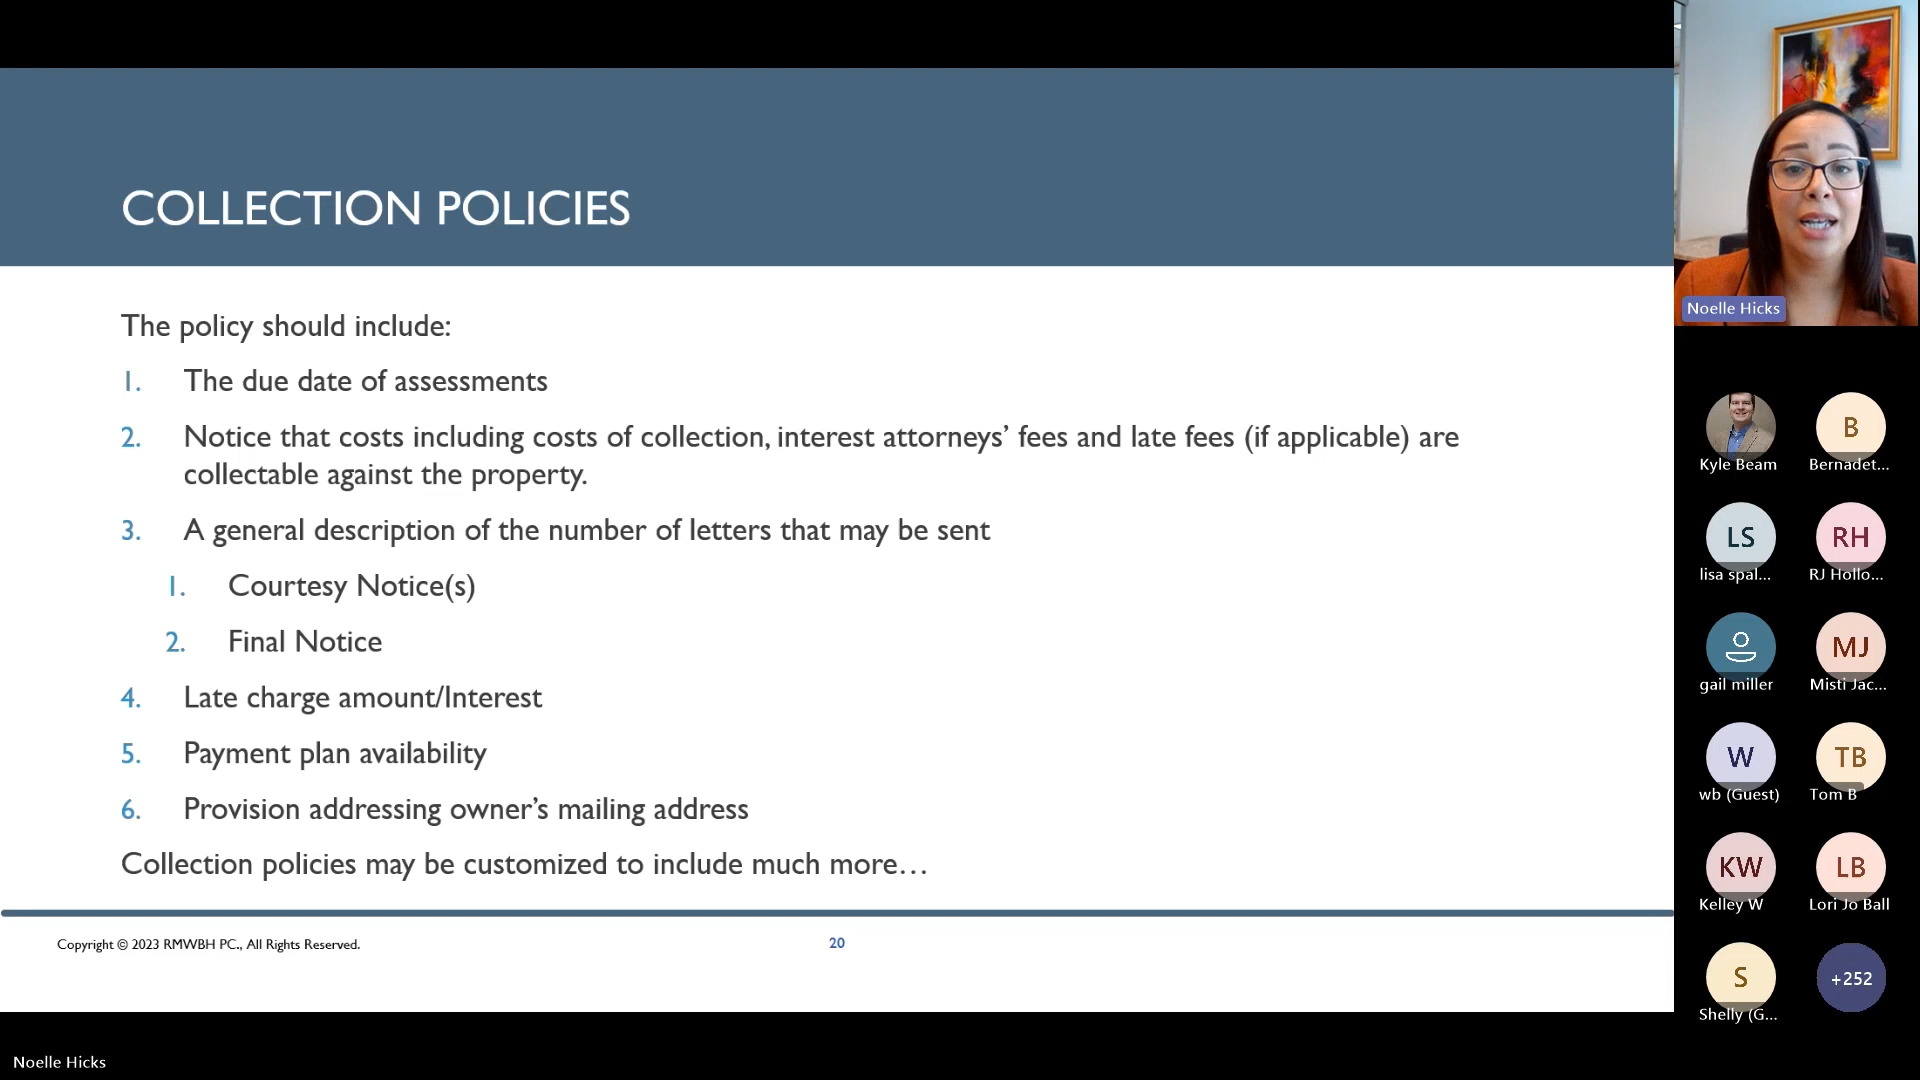 COLLECTION POLICIES
The policy should include:
1. The due date of assessments
2. Notice that costs including costs of collection, interest attorneys’ fees and late fees (if applicable) are
collectable against the property.
3. A general description of the number of letters that may be sent
1. Courtesy Notice(s)
2. Final Notice
4. Late charge amount/Interest
5. Payment plan availability
6. Provision addressing owner’s mailing address
Collection policies may be customized to include much more…
Copyright © 2023 RMWBH PC., All Rights Reserved.
20
Noelle Hicks
Kyle Beam
B
Bernadet...
LS
lisa spal...
RH
RJ Hollo...
gail miller
MJ
Misti Jac...
W
wb (Guest)
TB
Tom B
KW
Kelley W
LB
Lori Jo Ball
S
Shelly (G...
+252
Noelle Hicks